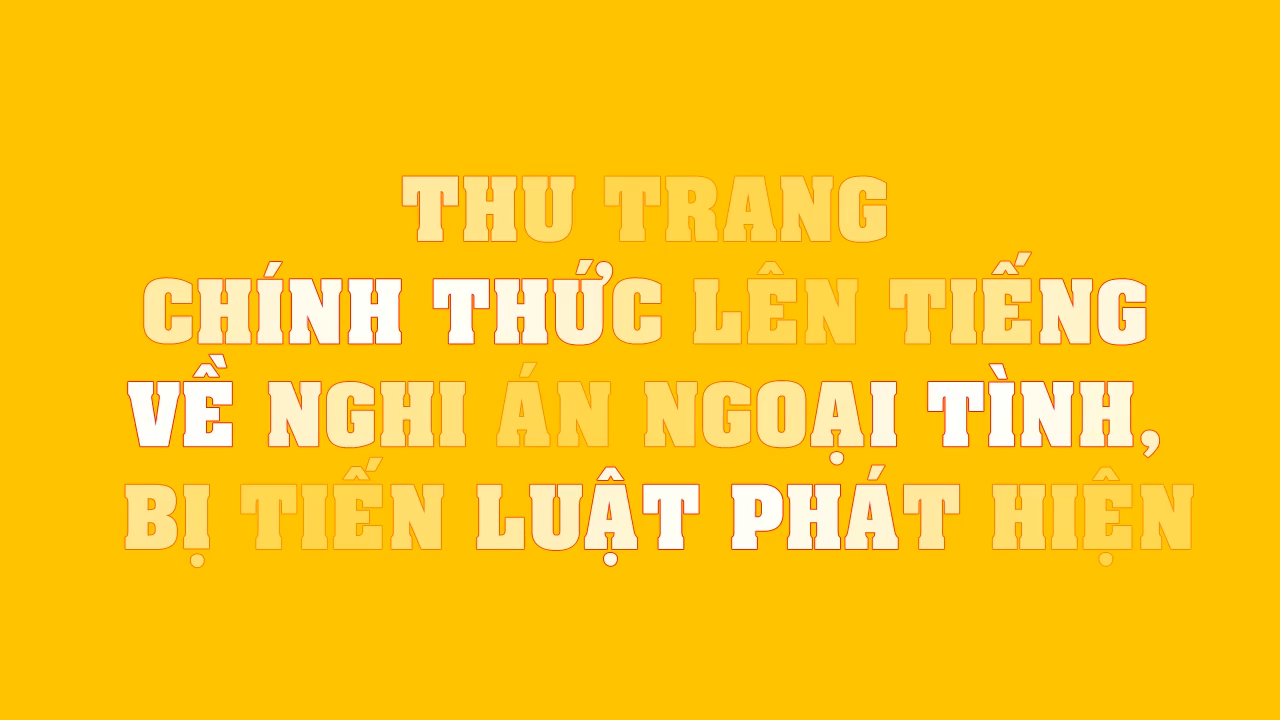 THU TRANG
CHÍNH THỨC LÊN TIẾNG
VỀ NGHI ÁN NGOẠI TÌNH,
BỊ TIẾN LUẬT PHÁT HIỆN